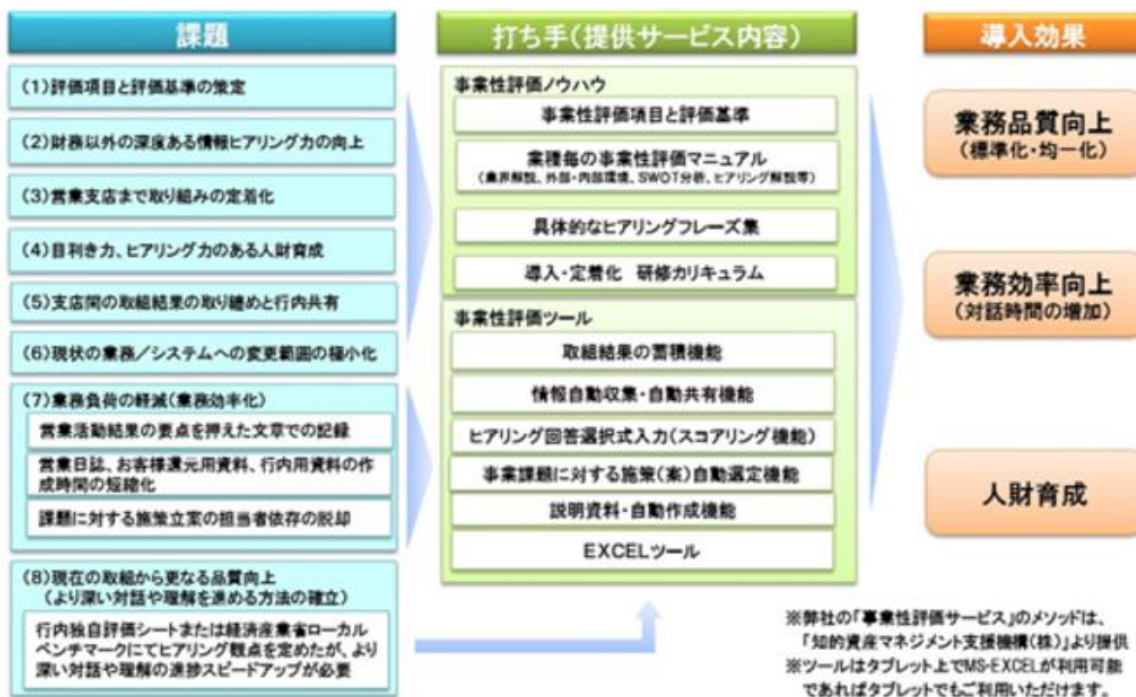 課題
(1)評価項目と評価基準の策定
(2)財務以外の深度ある情報ヒアリング力の向上
(3)営業支店まで取り組みの定着化
(4)目利き力、ヒアリング力のある人財育成
(5)支店間の取組結果の取り纏めと行内共有
(6)現状の業務／システムへの変更範囲の極小化
(7)業務負荷の軽減(業務効率化)
営業活動結果の要点を押えた文章での記録
営業日誌、お客様還元用資料、行内用資料の作
成時間の短縮化
課題に対する施策立案の担当者依存の脱却
(8)現在の取組から更なる品質向上
(より深い対話や理解を進める方法の確立)
行内独自評価シートまたは経済産業省ローカル
ベンチマークにてヒアリング観点を定めたが、より
深い対話や理解の進捗スピードアップが必要
打ち手(提供サービス内容)
事業性評価ノウハウ
事業性評価項目と評価基準
業種毎の事業性評価マニュアル
(業界解説、外部・内部環境、SWOT分析、ヒアリング解説等)
具体的なヒアリングフレーズ集
導入・定着化 研修カリキュラム
事業性評価ツール
取組結果の蓄積機能
情報自動収集・自動共有機能
ヒアリング回答選択式入力(スコアリング機能)
事業課題に対する施策(案)自動選定機能
説明資料・自動作成機能
EXCELツール
導入効果
業務品質向上
(標準化・均一化)
業務効率向上
(対話時間の増加)
人財育成
※弊社の「事業性評価サービス」のメソッドは、
「知的資産マネジメント支援機構(株)」より提供
※ツールはタブレット上でMS-EXCELが利用可能
であればタブレットでもご利用いただけます。